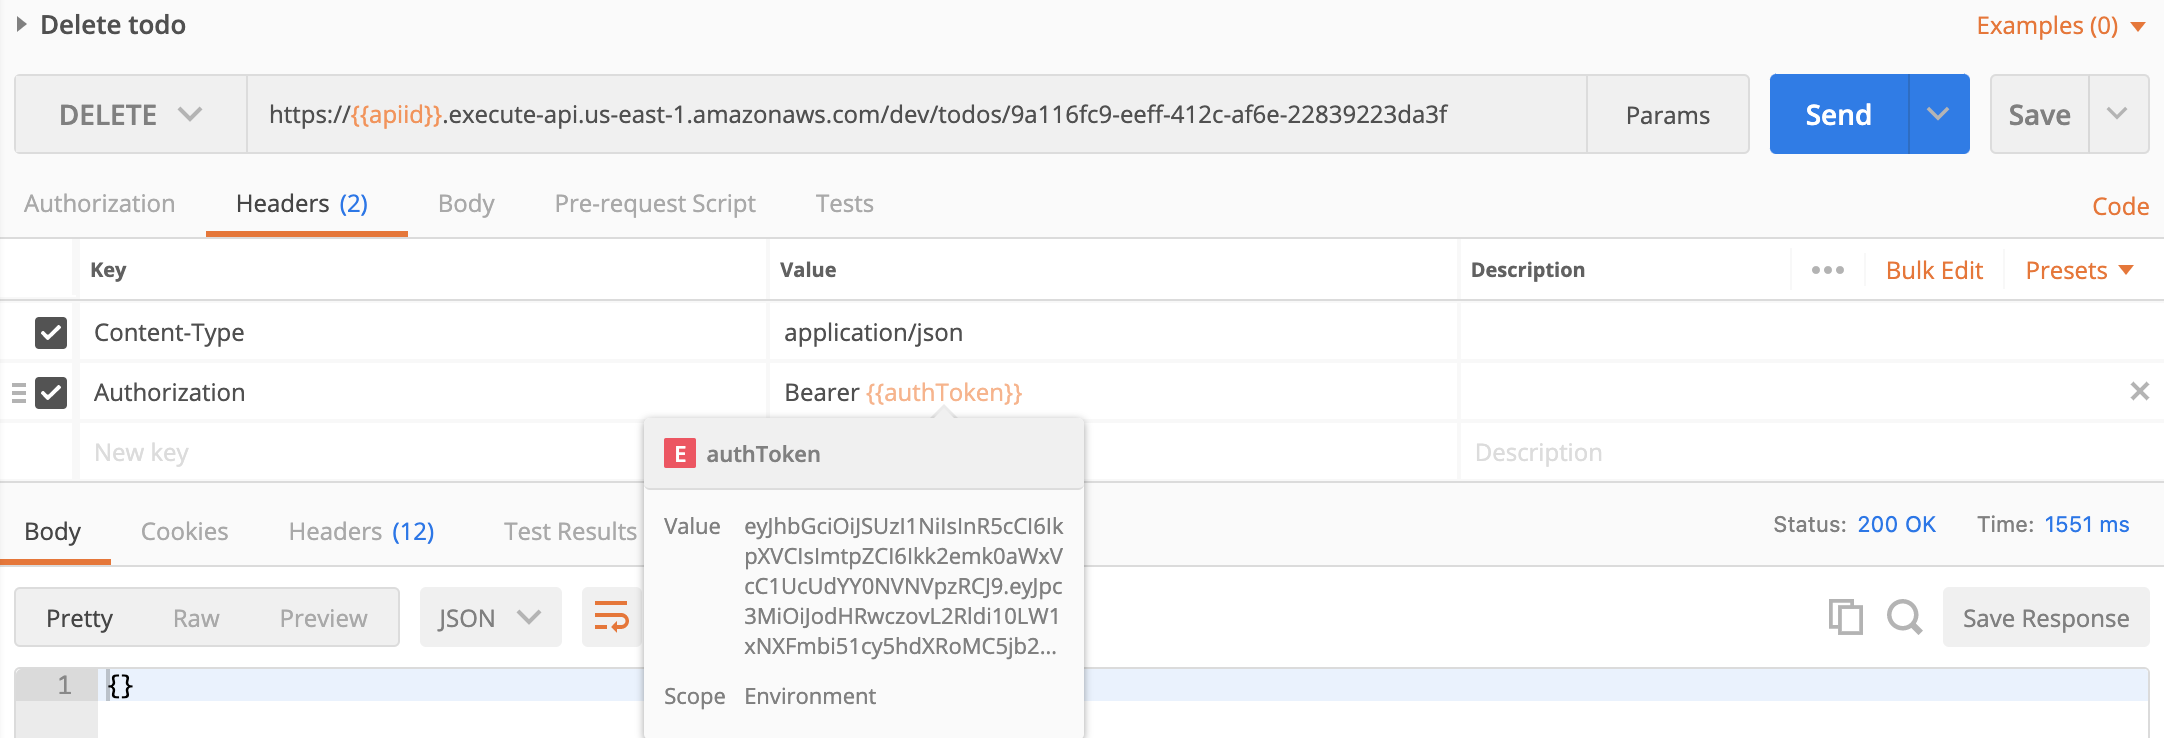 Delete todo
Examples (0)
DELETE
https://{{apiid}}.execute-api.us-east-1.amazonaws.com/dev/todos/9a116fc9-eeff-412c-af6e-22839223da3f
Params
Send
Save
Authorization
Headers (2)
Body
Pre-request Script
Tests
Code
Key
Value
Description
Bulk Edit
Presets
Content-Type
application/json
Authorization
Bearer {{authToken}}
New key
Description
E authToken
Value
eyJhbGciOiJSUzI1NiIsInR5cCI6Ik
pXVCIsImtpZCI6Ikk2emk0aWxV
cC1UcUdYY0NVNVpzRCJ9.eyJpc
3MiOiJodHRwczovL2Rldi10LW1
xNXFmbi51cy5hdXRoMC5jb2...
Scope
Environment
Body
Cookies
Headers (12)
Test Results
Status: 200 OK
Time: 1551 ms
Pretty
Raw
Preview
JSON
Save Response
1
{}